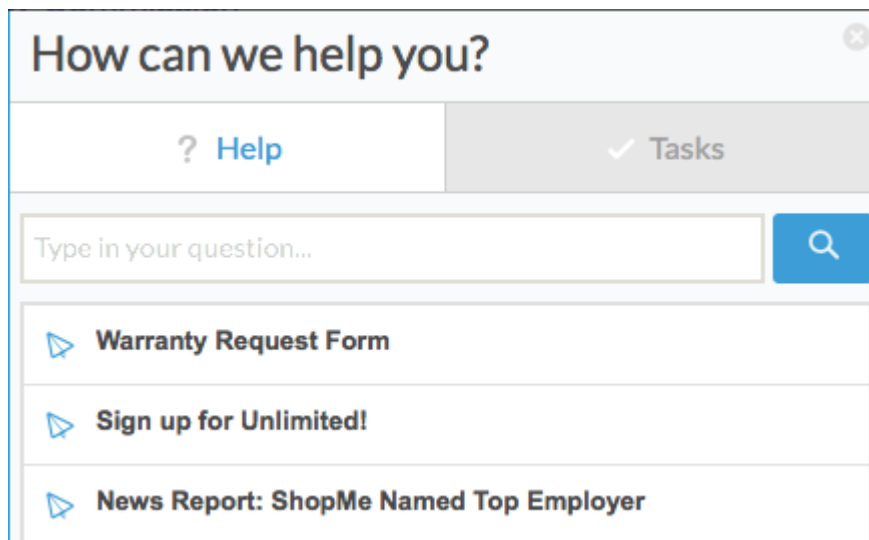 How can we help you?
? Help
Tasks
Type in your question...
Warranty Request Form
Sign up for Unlimited!
News Report: ShopMe Named Top Employer